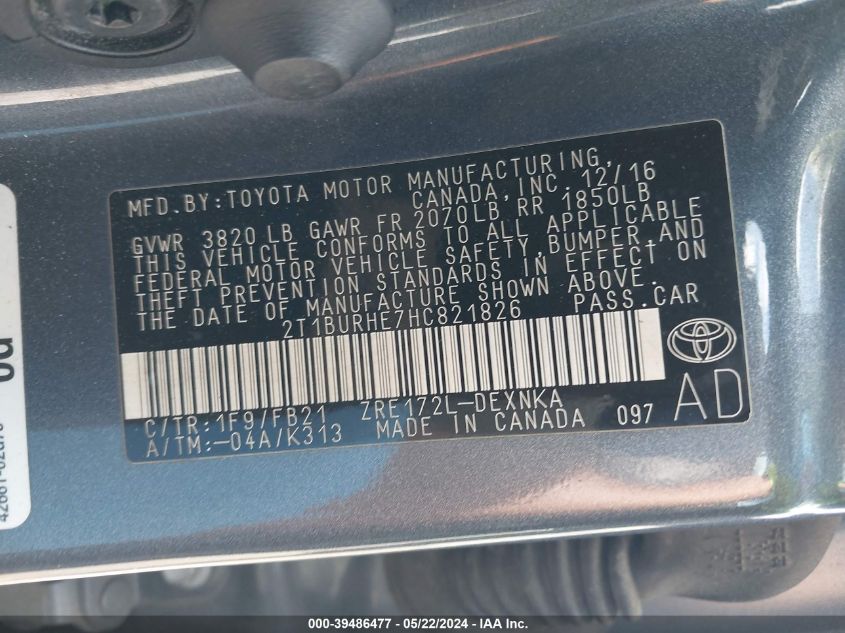 MFD. BY: TOYOTA MOTOR MANUFACTURING,
CANADA, INC. 12/16
GVWR 3820 LB GAWR FR 2070LB RR 1850LB
THIS VEHICLE CONFORMS TO ALL APPLICABLE
FEDERAL MOTOR VEHICLE SAFETY, BUMPER, AND
THEFT PREVENTION STANDARDS IN EFFECT ON
THE DATE OF MANUFACTURE SHOWN ABOVE.
2T1BURHE7HC821826 PASS. CAR
C/TR:1F9/FB21 ZRE172L-DEXNKA
A/TM:-04A/K313 MADE IN CANADA 097
AD
000-39486477 - 05/22/2024 - IAA Inc.